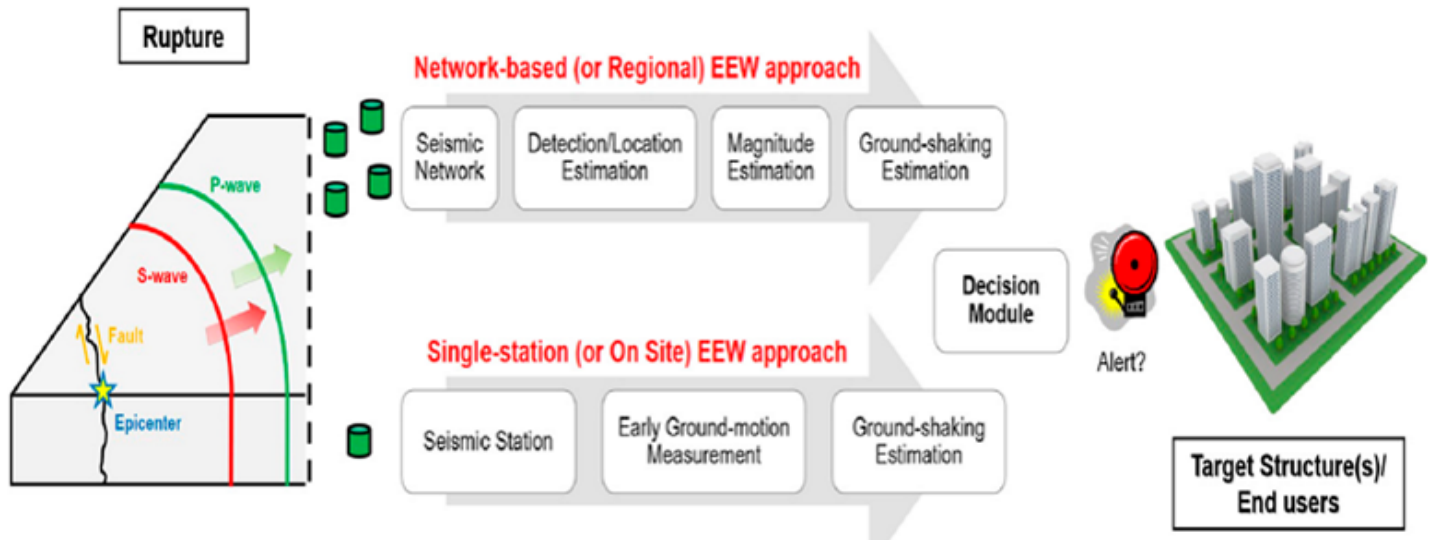 Rupture
P-wave
S-wave
Fault
Epicenter
Network-based (or Regional) EEW approach
Seismic
Network
Detection/Location
Estimation
Magnitude
Estimation
Ground-shaking
Estimation
Single-station (or On Site) EEW approach
Seismic Station
Early Ground-motion
Measurement
Ground-shaking
Estimation
Decision
Module
Alert?
Target Structure(s)/
End users